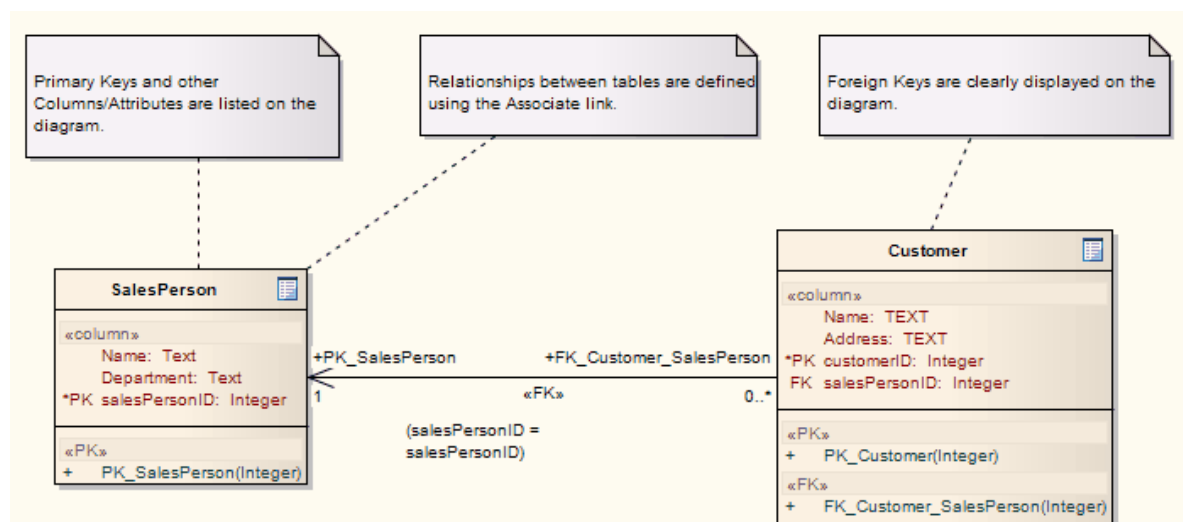 Primary Keys and other
Columns/Attributes are listed on the
diagram.
Relationships between tables are defined
using the Associate link.
Foreign Keys are clearly displayed on the
diagram.
SalesPerson
«column»
Name: Text
Department: Text
*PK salesPersonID: Integer
«PK»
+ PK_SalesPerson(Integer)
+PK_SalesPerson
+FK_Customer_SalesPerson
1
«FK»
0..*
(salesPersonID =
salesPersonID)
Customer
«column»
Name: TEXT
Address: TEXT
*PK customerID: Integer
FK salesPersonID: Integer
«PK»
+ PK_Customer(Integer)
«FK»
+ FK_Customer_SalesPerson(Integer)